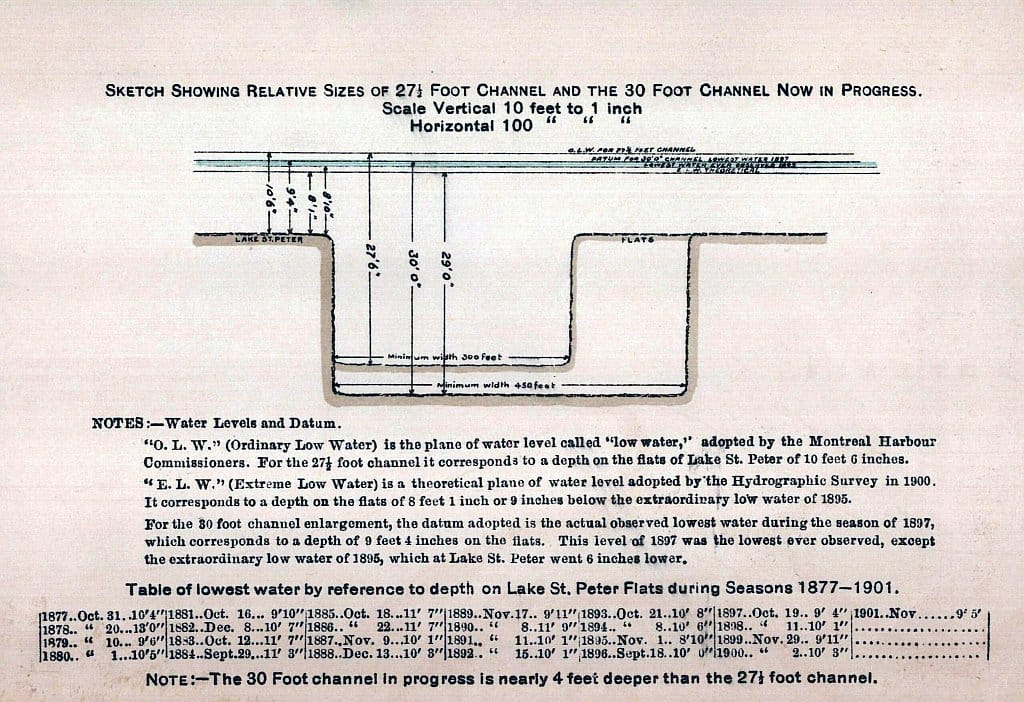 SKETCH SHOWING RELATIVE SIZES OF 27½ FOOT CHANNEL AND THE 30 FOOT CHANNEL NOW IN PROGRESS.
Scale Vertical 10 feet to 1 inch
Horizontal 100 " " "
O.L.W. FOR 27½ FEET CHANNEL
DATUM FOR 30'0" CHANNEL LOWEST WATER 1897
LOWEST WATER EVER OBSERVED 1895
E.L.W. THEORETICAL
10'6"
9'4"
8'1"
8'10"
LAKE ST. PETER
FLATS
27'6"
30'0"
29'0"
Minimum width 300 feet
Minimum width 450 feet
NOTES:—Water Levels and Datum.
"O. L. W." (Ordinary Low Water) is the plane of water level called "low water," adopted by the Montreal Harbour
Commissioners. For the 27½ foot channel it corresponds to a depth on the flats of Lake St. Peter of 10 feet 6 inches.
"E. L. W." (Extreme Low Water) is a theoretical plane of water level adopted by the Hydrographic Survey in 1900.
It corresponds to a depth on the flats of 8 feet 1 inch or 9 inches below the extraordinary low water of 1895.
For the 30 foot channel enlargement, the datum adopted is the actual observed lowest water during the season of 1897,
which corresponds to a depth of 9 feet 4 inches on the flats. This level of 1897 was the lowest ever observed, except
the extraordinary low water of 1895, which at Lake St. Peter went 6 inches lower.
Table of lowest water by reference to depth on Lake St. Peter Flats during Seasons 1877—1901.
1877..Oct. 31..10'4" 1881..Oct. 16... 9'10" 1885..Oct. 18...11' 7" 1889..Nov.17.. 9'11" 1893..Oct. 21..10' 8" 1897..Oct. 19.. 9' 4" 1901..Nov......9' 5'
1878.. " 20...13'0" 1882..Dec. 8..10' 7" 1886.. " 22...11' 7" 1890.. " 8..11' 9" 1894.. " 8..10' 6" 1898.. " 11..10' 1"
1879.. " 10... 9'6" 1883..Oct. 12...11' 7" 1887..Nov. 9...10' 1" 1891.. " 11..10' 1" 1895..Nov. 1.. 8'10" 1899..Nov. 29.. 9'11"
1880.. " 1...10'5" 1884..Sept.29...11' 3" 1888..Dec. 13...10' 3" 1892.. " 15..10' 1" 1896..Sept.18..10' 0" 1900.. " 2..10' 3"
NOTE:—The 30 Foot channel in progress is nearly 4 feet deeper than the 27½ foot channel.